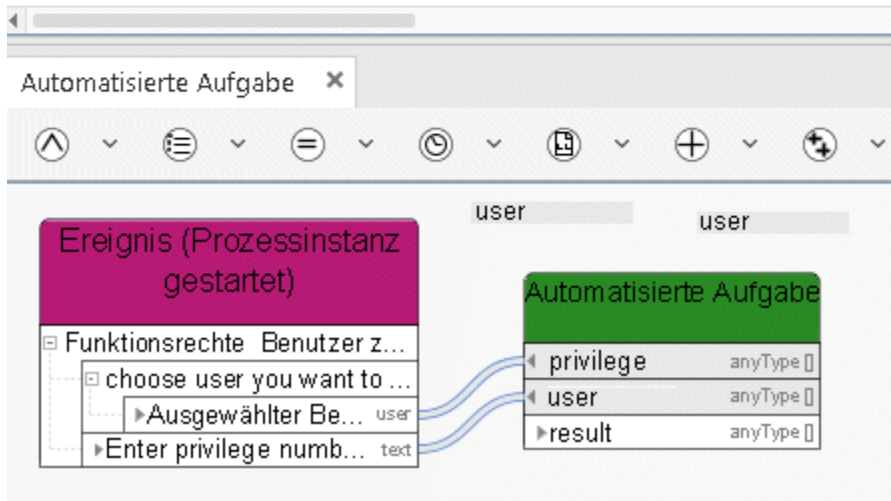 Automatisierte Aufgabe
user
user
Ereignis (Prozessinstanz
gestartet)
Funktionsrechte Benutzer z...
choose user you want to ...
Ausgewählter Be... user
Enter privilege numb... text
Automatisierte Aufgabe
privilege anyType []
user anyType []
result anyType []